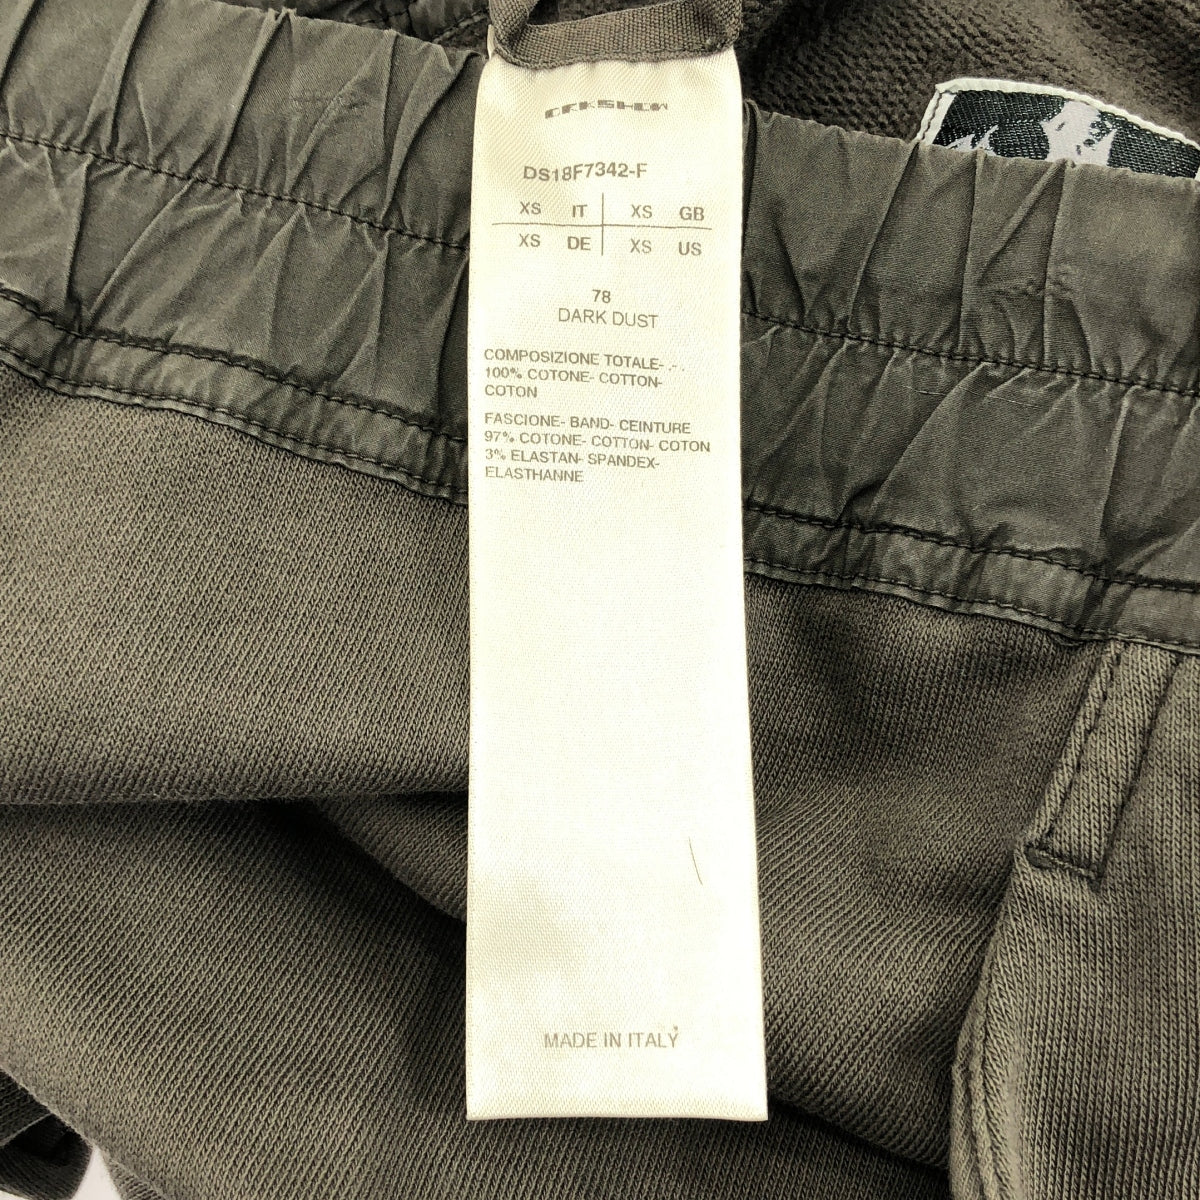 DRKSHDW
DS18F7342-F
XS IT XS GB
XS DE XS US
78
DARK DUST
COMPOSIZIONE TOTALE- .-.
100% COTONE- COTTON-
COTON
FASCIONE- BAND- CEINTURE
97% COTONE- COTTON- COTON
3% ELASTAN- SPANDEX-
ELASTHANNE
MADE IN ITALY